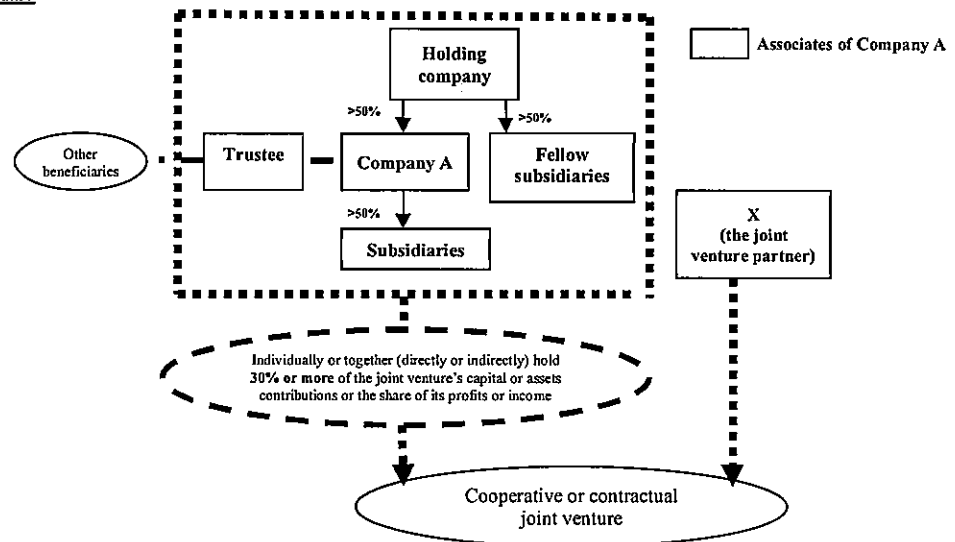 Holding
company
Associates of Company A
>50%
>50%
Other
beneficiaries
Trustee
Company A
Fellow
subsidiaries
>50%
Subsidiaries
X
(the joint
venture partner)
Individually or together (directly or indirectly) hold
30% or more of the joint venture's capital or assets
contributions or the share of its profits or income
Cooperative or contractual
joint venture